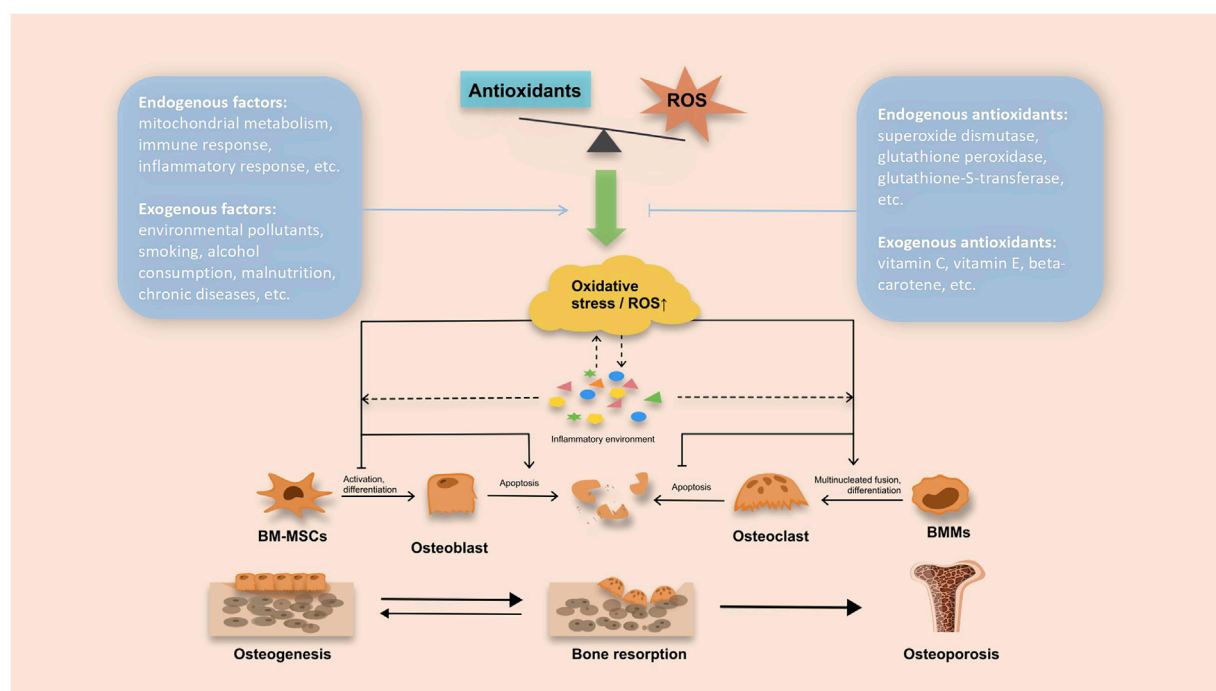 Antioxidants
ROS
Endogenous factors:
mitochondrial metabolism,
immune response,
inflammatory response, etc.
Exogenous factors:
environmental pollutants,
smoking, alcohol
consumption, malnutrition,
chronic diseases, etc.
Endogenous antioxidants:
superoxide dismutase,
glutathione peroxidase,
glutathione-S-transferase,
etc.
Exogenous antioxidants:
vitamin C, vitamin E, beta-
carotene, etc.
Oxidative
stress / ROS↑
Inflammatory environment
Activation,
differentiation
Apoptosis
Apoptosis
Multinucleated fusion,
differentiation
BM-MSCs
Osteoblast
Osteoclast
BMMs
Osteogenesis
Bone resorption
Osteoporosis